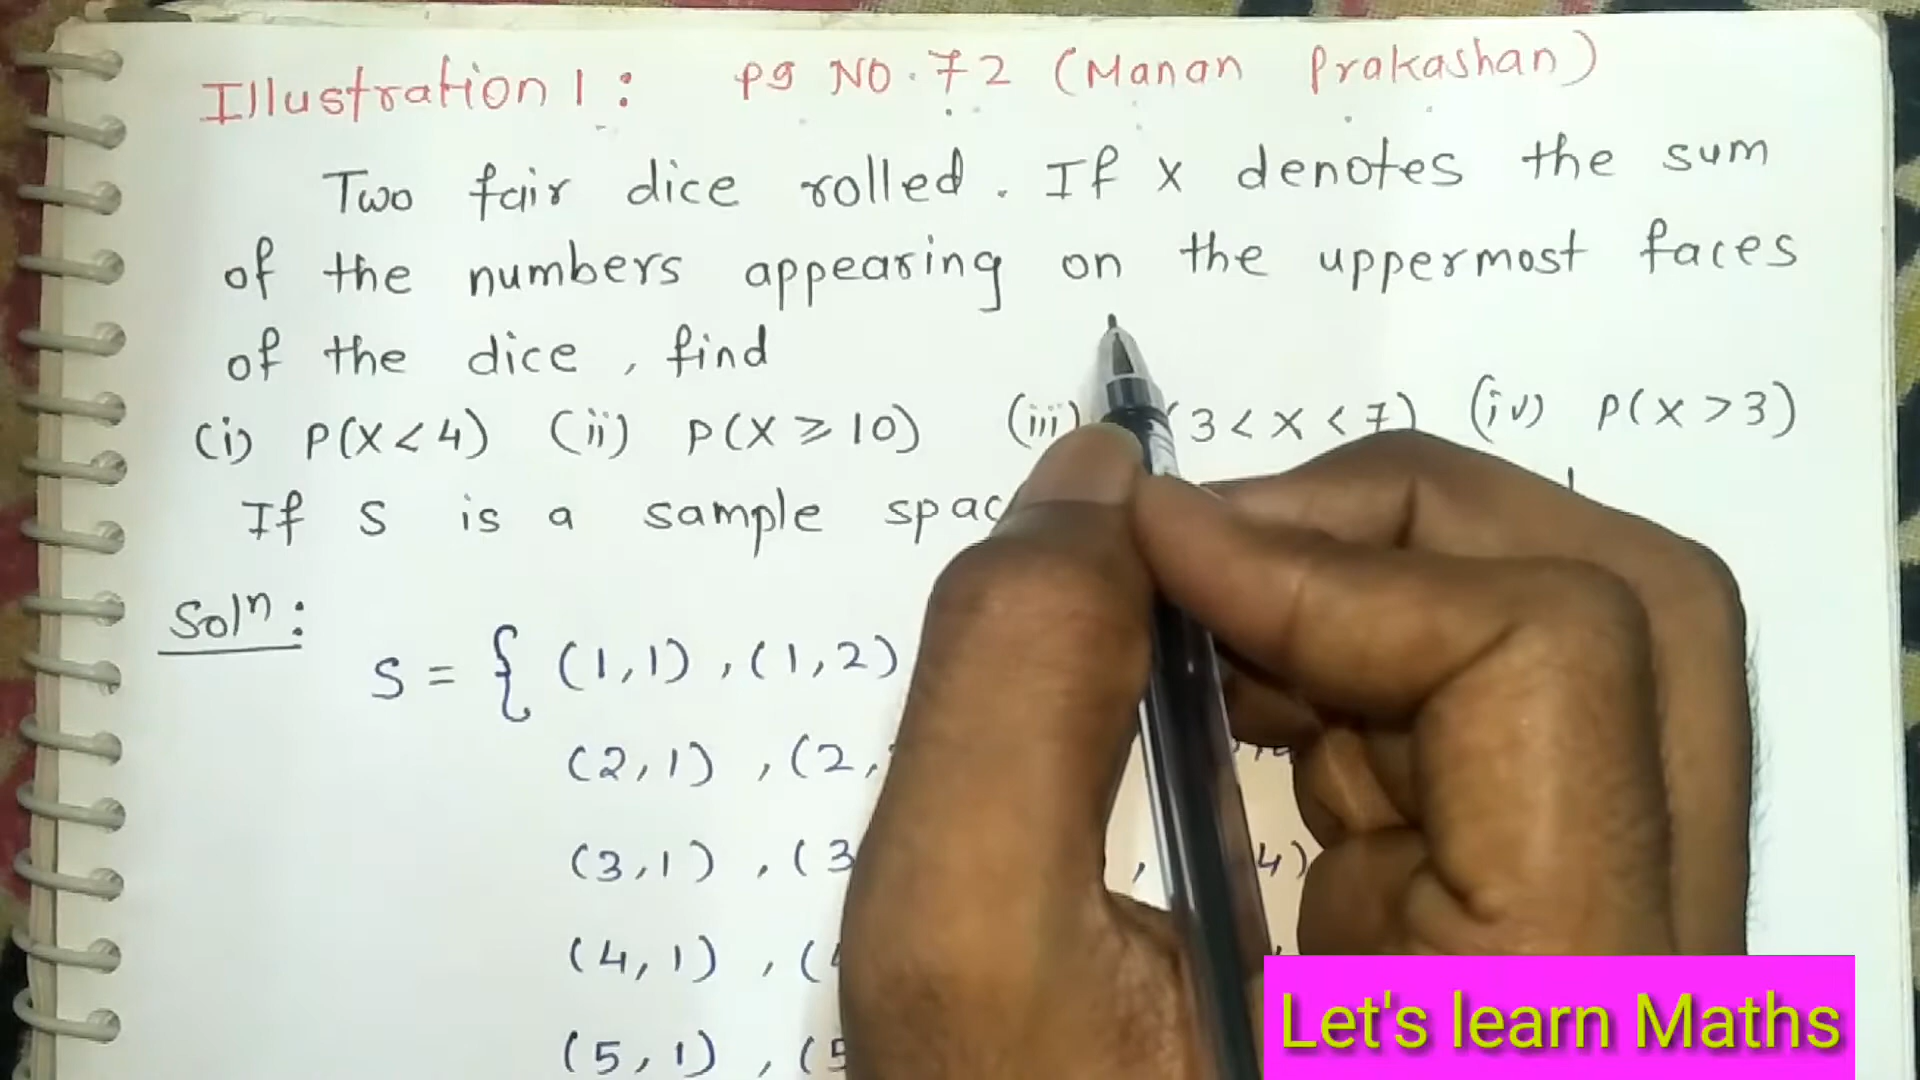 Illustration 1 : pg NO. 72 (Manan Prakashan)
Two fair dice rolled. If x denotes the sum
of the numbers appearing on the uppermost faces
of the dice, find
(i) P(X < 4) (ii) P(X ⩾ 10) (iii) (3 < X < 7) (iv) P(X > 3)
If S is a sample
Solⁿ :
S = { (1,1) , (1,2)
(2,1) , (2,
(3,1) , (3 , 4)
(4,1) , (
(5,1) , (5
Let's learn Maths